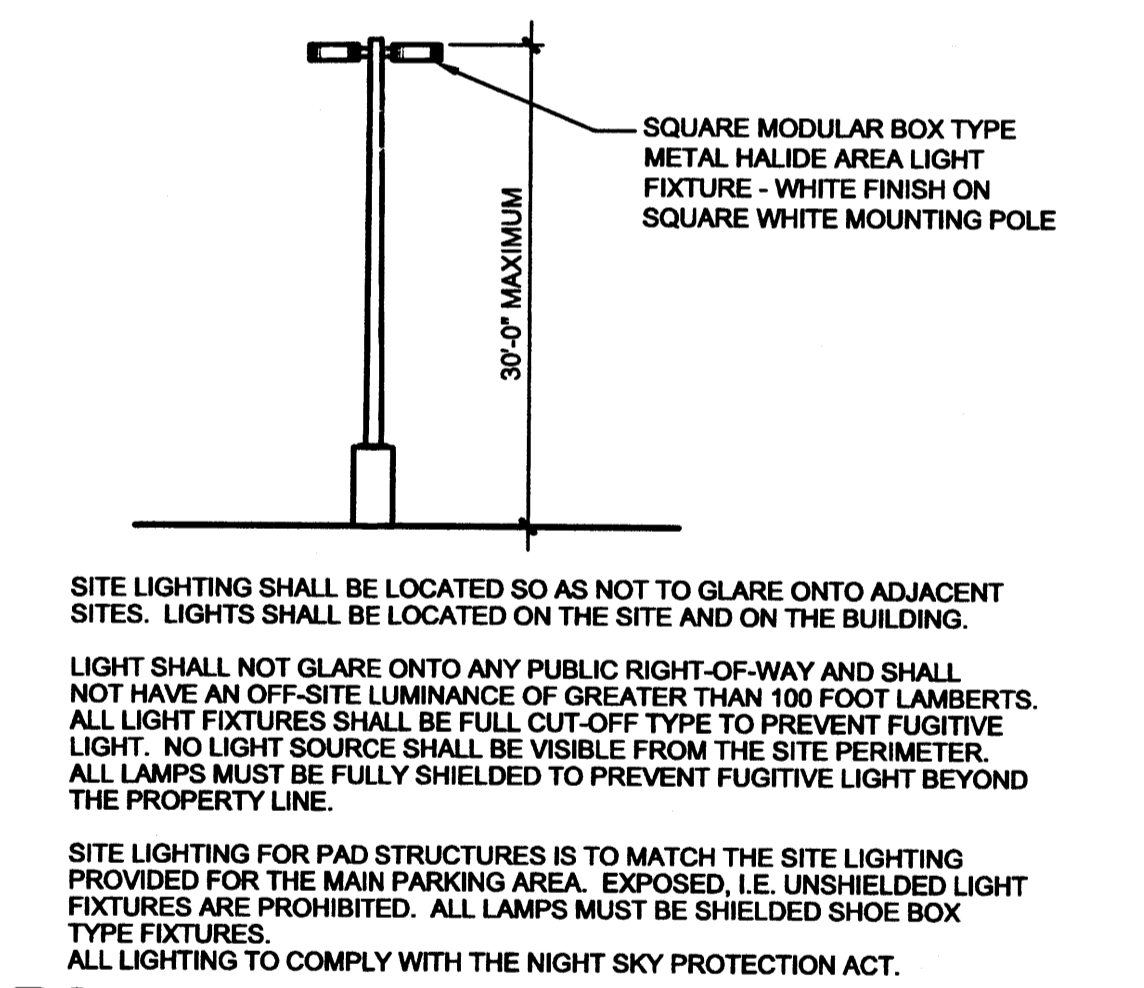 SQUARE MODULAR BOX TYPE
METAL HALIDE AREA LIGHT
FIXTURE - WHITE FINISH ON
SQUARE WHITE MOUNTING POLE
30'-0" MAXIMUM
SITE LIGHTING SHALL BE LOCATED SO AS NOT TO GLARE ONTO ADJACENT
SITES. LIGHTS SHALL BE LOCATED ON THE SITE AND ON THE BUILDING.
LIGHT SHALL NOT GLARE ONTO ANY PUBLIC RIGHT-OF-WAY AND SHALL
NOT HAVE AN OFF-SITE LUMINANCE OF GREATER THAN 100 FOOT LAMBERTS.
ALL LIGHT FIXTURES SHALL BE FULL CUT-OFF TYPE TO PREVENT FUGITIVE
LIGHT. NO LIGHT SOURCE SHALL BE VISIBLE FROM THE SITE PERIMETER.
ALL LAMPS MUST BE FULLY SHIELDED TO PREVENT FUGITIVE LIGHT BEYOND
THE PROPERTY LINE.
SITE LIGHTING FOR PAD STRUCTURES IS TO MATCH THE SITE LIGHTING
PROVIDED FOR THE MAIN PARKING AREA. EXPOSED, I.E. UNSHIELDED LIGHT
FIXTURES ARE PROHIBITED. ALL LAMPS MUST BE SHIELDED SHOE BOX
TYPE FIXTURES.
ALL LIGHTING TO COMPLY WITH THE NIGHT SKY PROTECTION ACT.